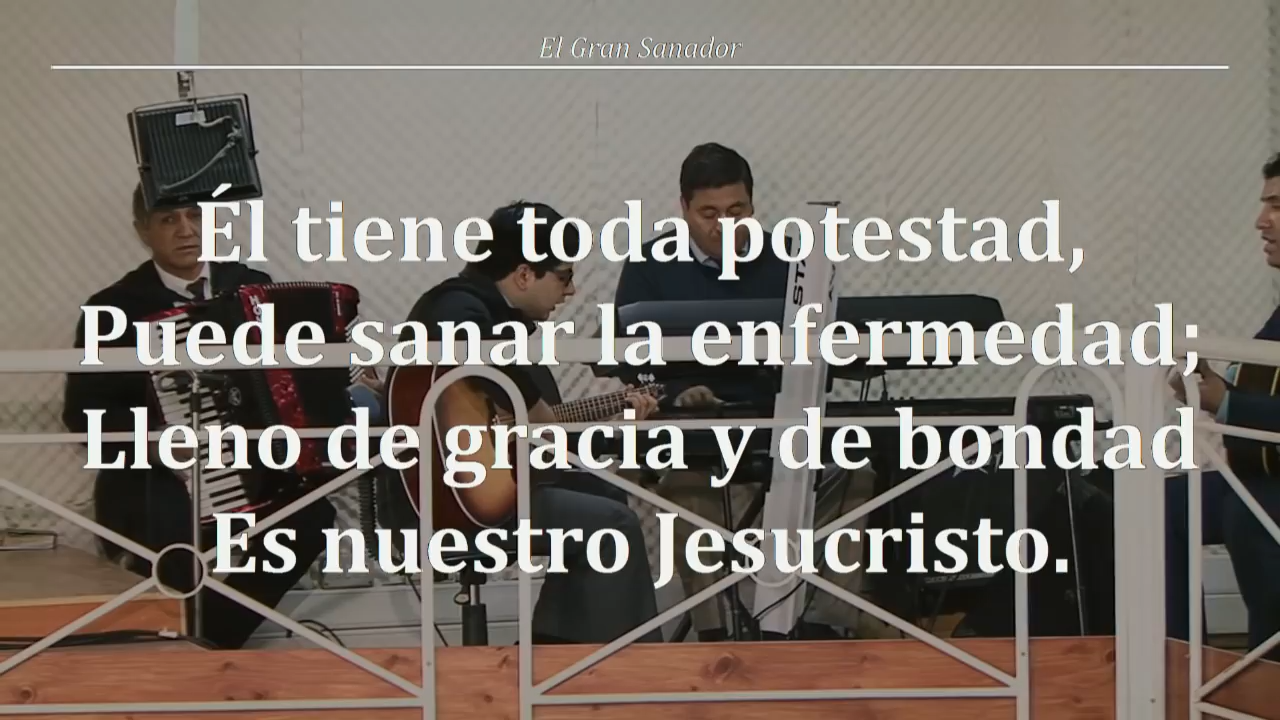 El Gran Sanador
Él tiene toda potestad,
Puede sanar la enfermedad;
Lleno de gracia y de bondad
Es nuestro Jesucristo.